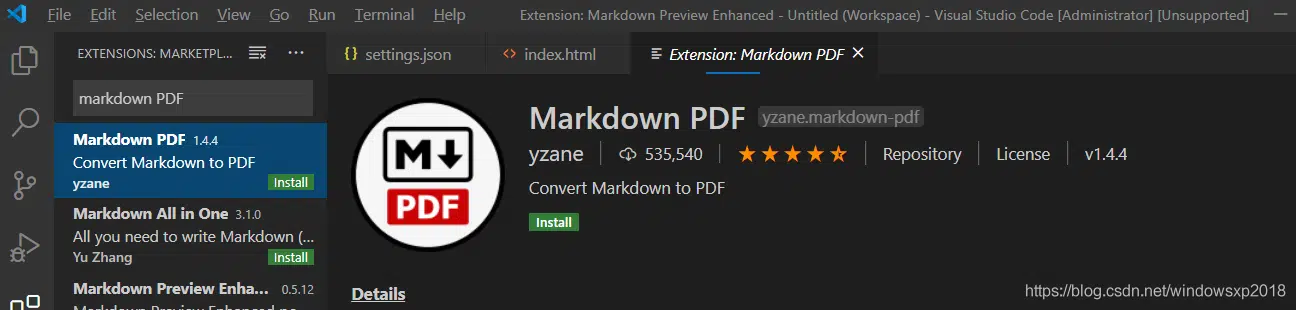 File Edit Selection View Go Run Terminal Help Extension: Markdown Preview Enhanced - Untitled (Workspace) - Visual Studio Code [Administrator] [Unsupported]
EXTENSIONS: MARKETPL...
settings.json index.html Extension: Markdown PDF
markdown PDF
Markdown PDF 1.4.4
Convert Markdown to PDF
yzane Install
Markdown All in One 3.1.0
All you need to write Markdown (...
Yu Zhang Install
Markdown Preview Enha... 0.5.12
M
PDF
Markdown PDF yzane.markdown-pdf
yzane 535,540 Repository License v1.4.4
Convert Markdown to PDF
Install
Details
https://blog.csdn.net/windowsxp2018